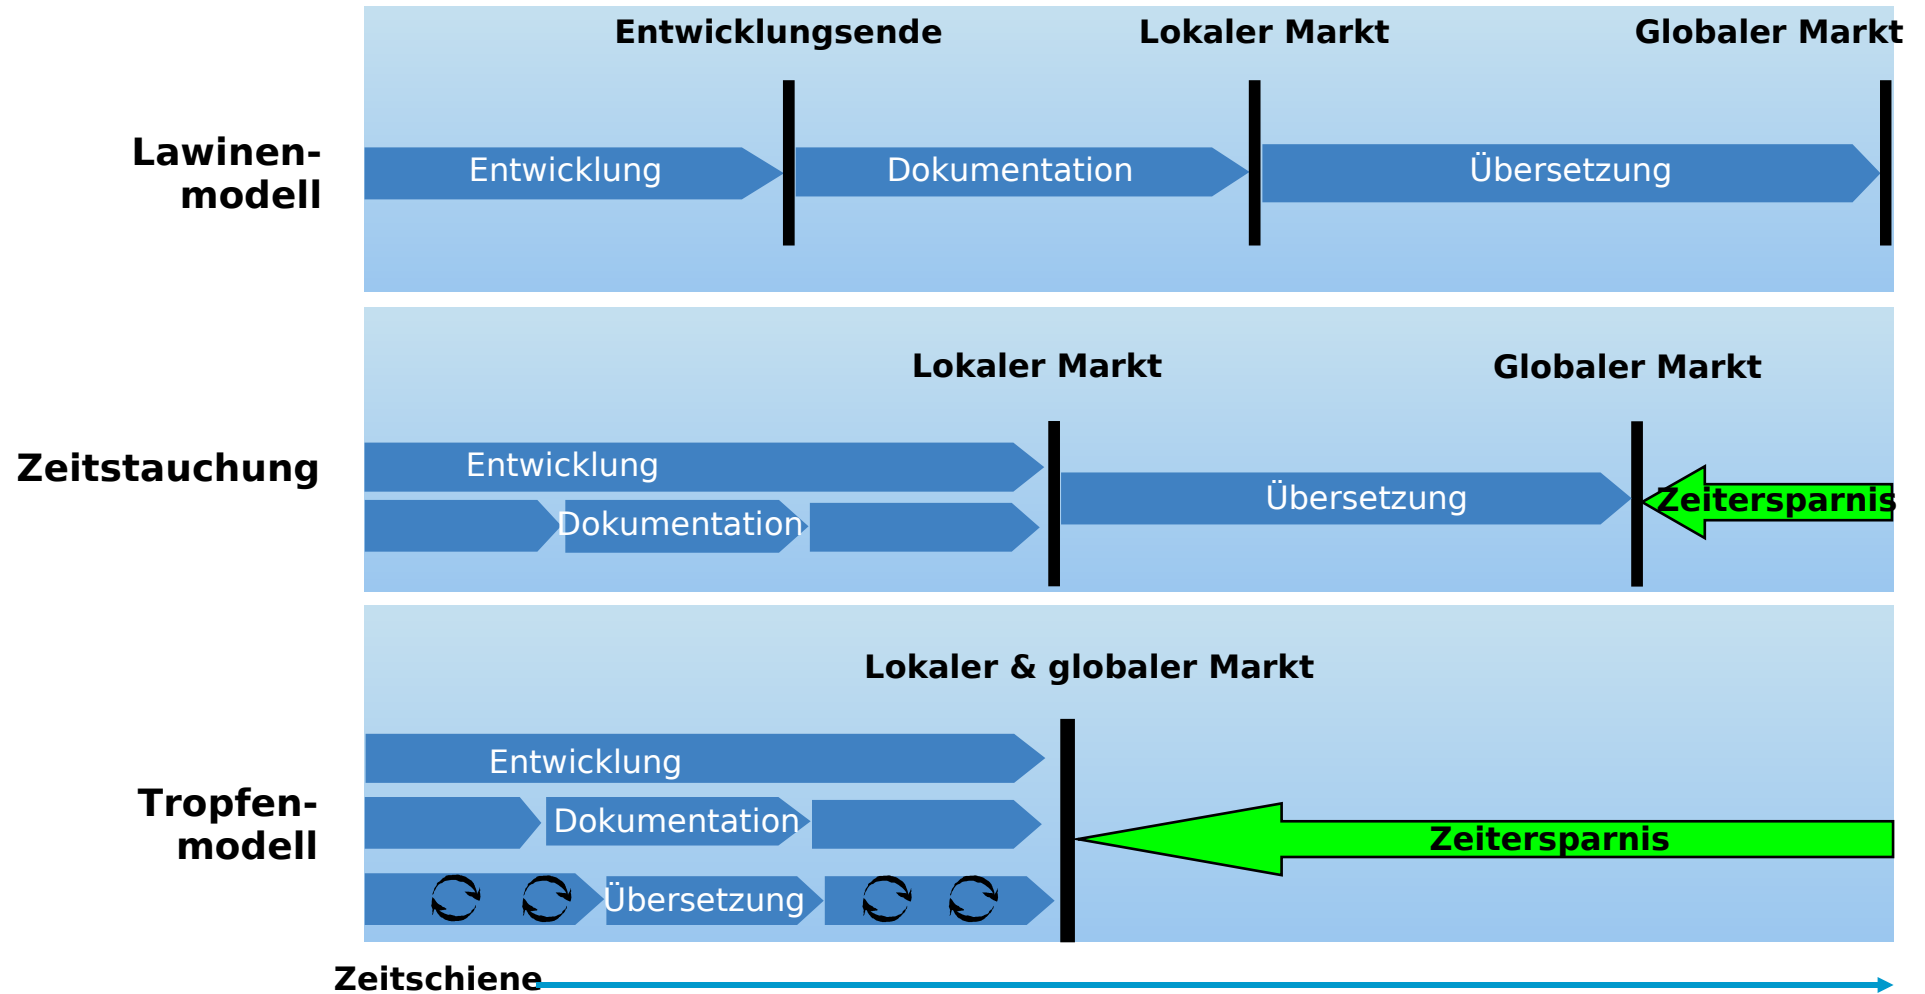 Entwicklungsende
Lokaler Markt
Globaler Markt
Lawinen-
modell
Entwicklung
Dokumentation
Übersetzung
Lokaler Markt
Globaler Markt
Zeitstauchung
Entwicklung
Dokumentation
Übersetzung
Zeitersparnis
Lokaler & globaler Markt
Tropfen-
modell
Entwicklung
Dokumentation
Übersetzung
Zeitersparnis
Zeitschiene